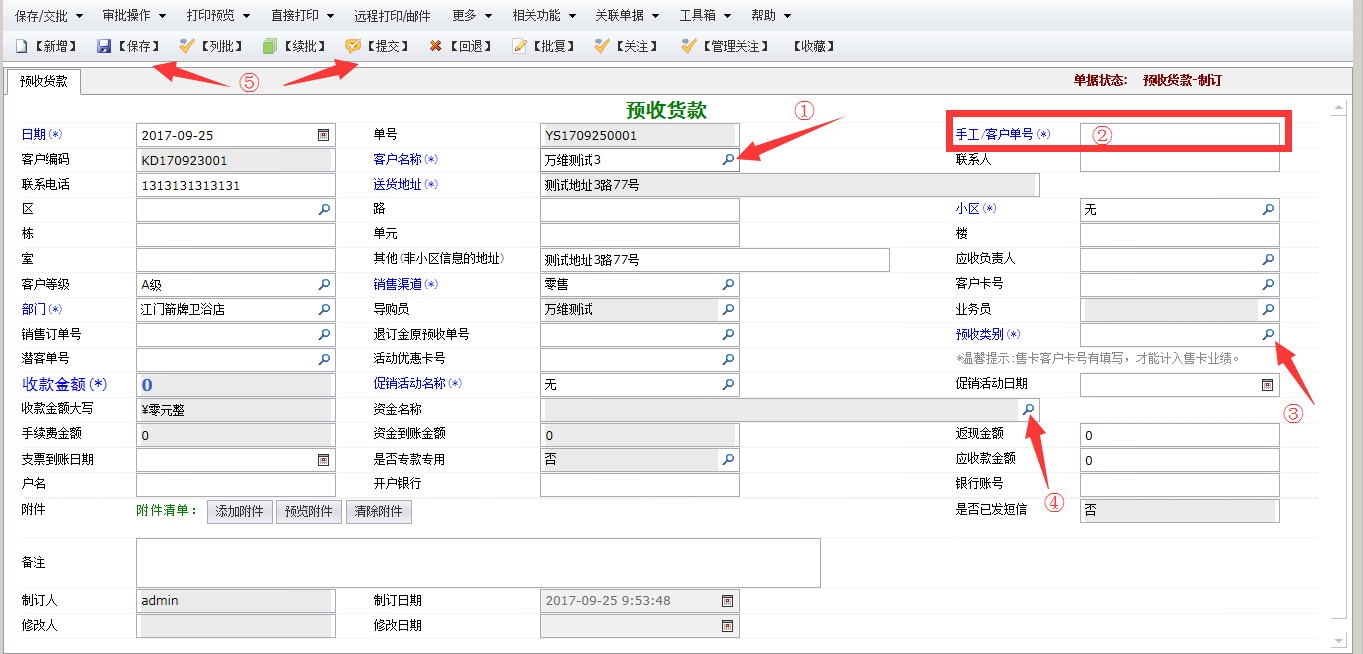 保存/交批 审批操作 打印预览 直接打印 远程打印/邮件 更多 相关功能 关联单据 工具箱 帮助
【新增】 【保存】 【列批】 【续批】 【提交】 【回退】 【批复】 【关注】 【管理关注】 【收藏】
⑤
预收货款 单据状态: 预收货款-制订
预收货款 ①
日期(*) 2017-09-25 单号 YS1709250001 手工/客户单号(*) ②
客户编码 KD170923001 客户名称(*) 万维测试3 联系人
联系电话 1313131313131 送货地址(*) 测试地址3路77号
区 路 小区(*) 无
栋 单元 楼
室 其他(非小区信息的地址) 测试地址3路77号 应收负责人
客户等级 A级 销售渠道(*) 零售 客户卡号
部门(*) 江门箭牌卫浴店 导购员 万维测试 业务员
销售订单号 退订金原预收单号 预收类别(*)
潜客单号 活动优惠卡号 *温馨提示:售卡客户卡号有填写，才能计入售卡业绩。
收款金额(*) 0 促销活动名称(*) 无 促销活动日期
收款金额大写 ¥零元整 资金名称 ③
手续费金额 0 资金到账金额 0 返现金额 0
支票到账日期 是否专款专用 否 应收款金额 0
户名 开户银行 银行账号
④
附件 附件清单： 添加附件 预览附件 清除附件 是否已发短信 否
备注
制订人 admin 制订日期 2017-09-25 9:53:48
修改人 修改日期